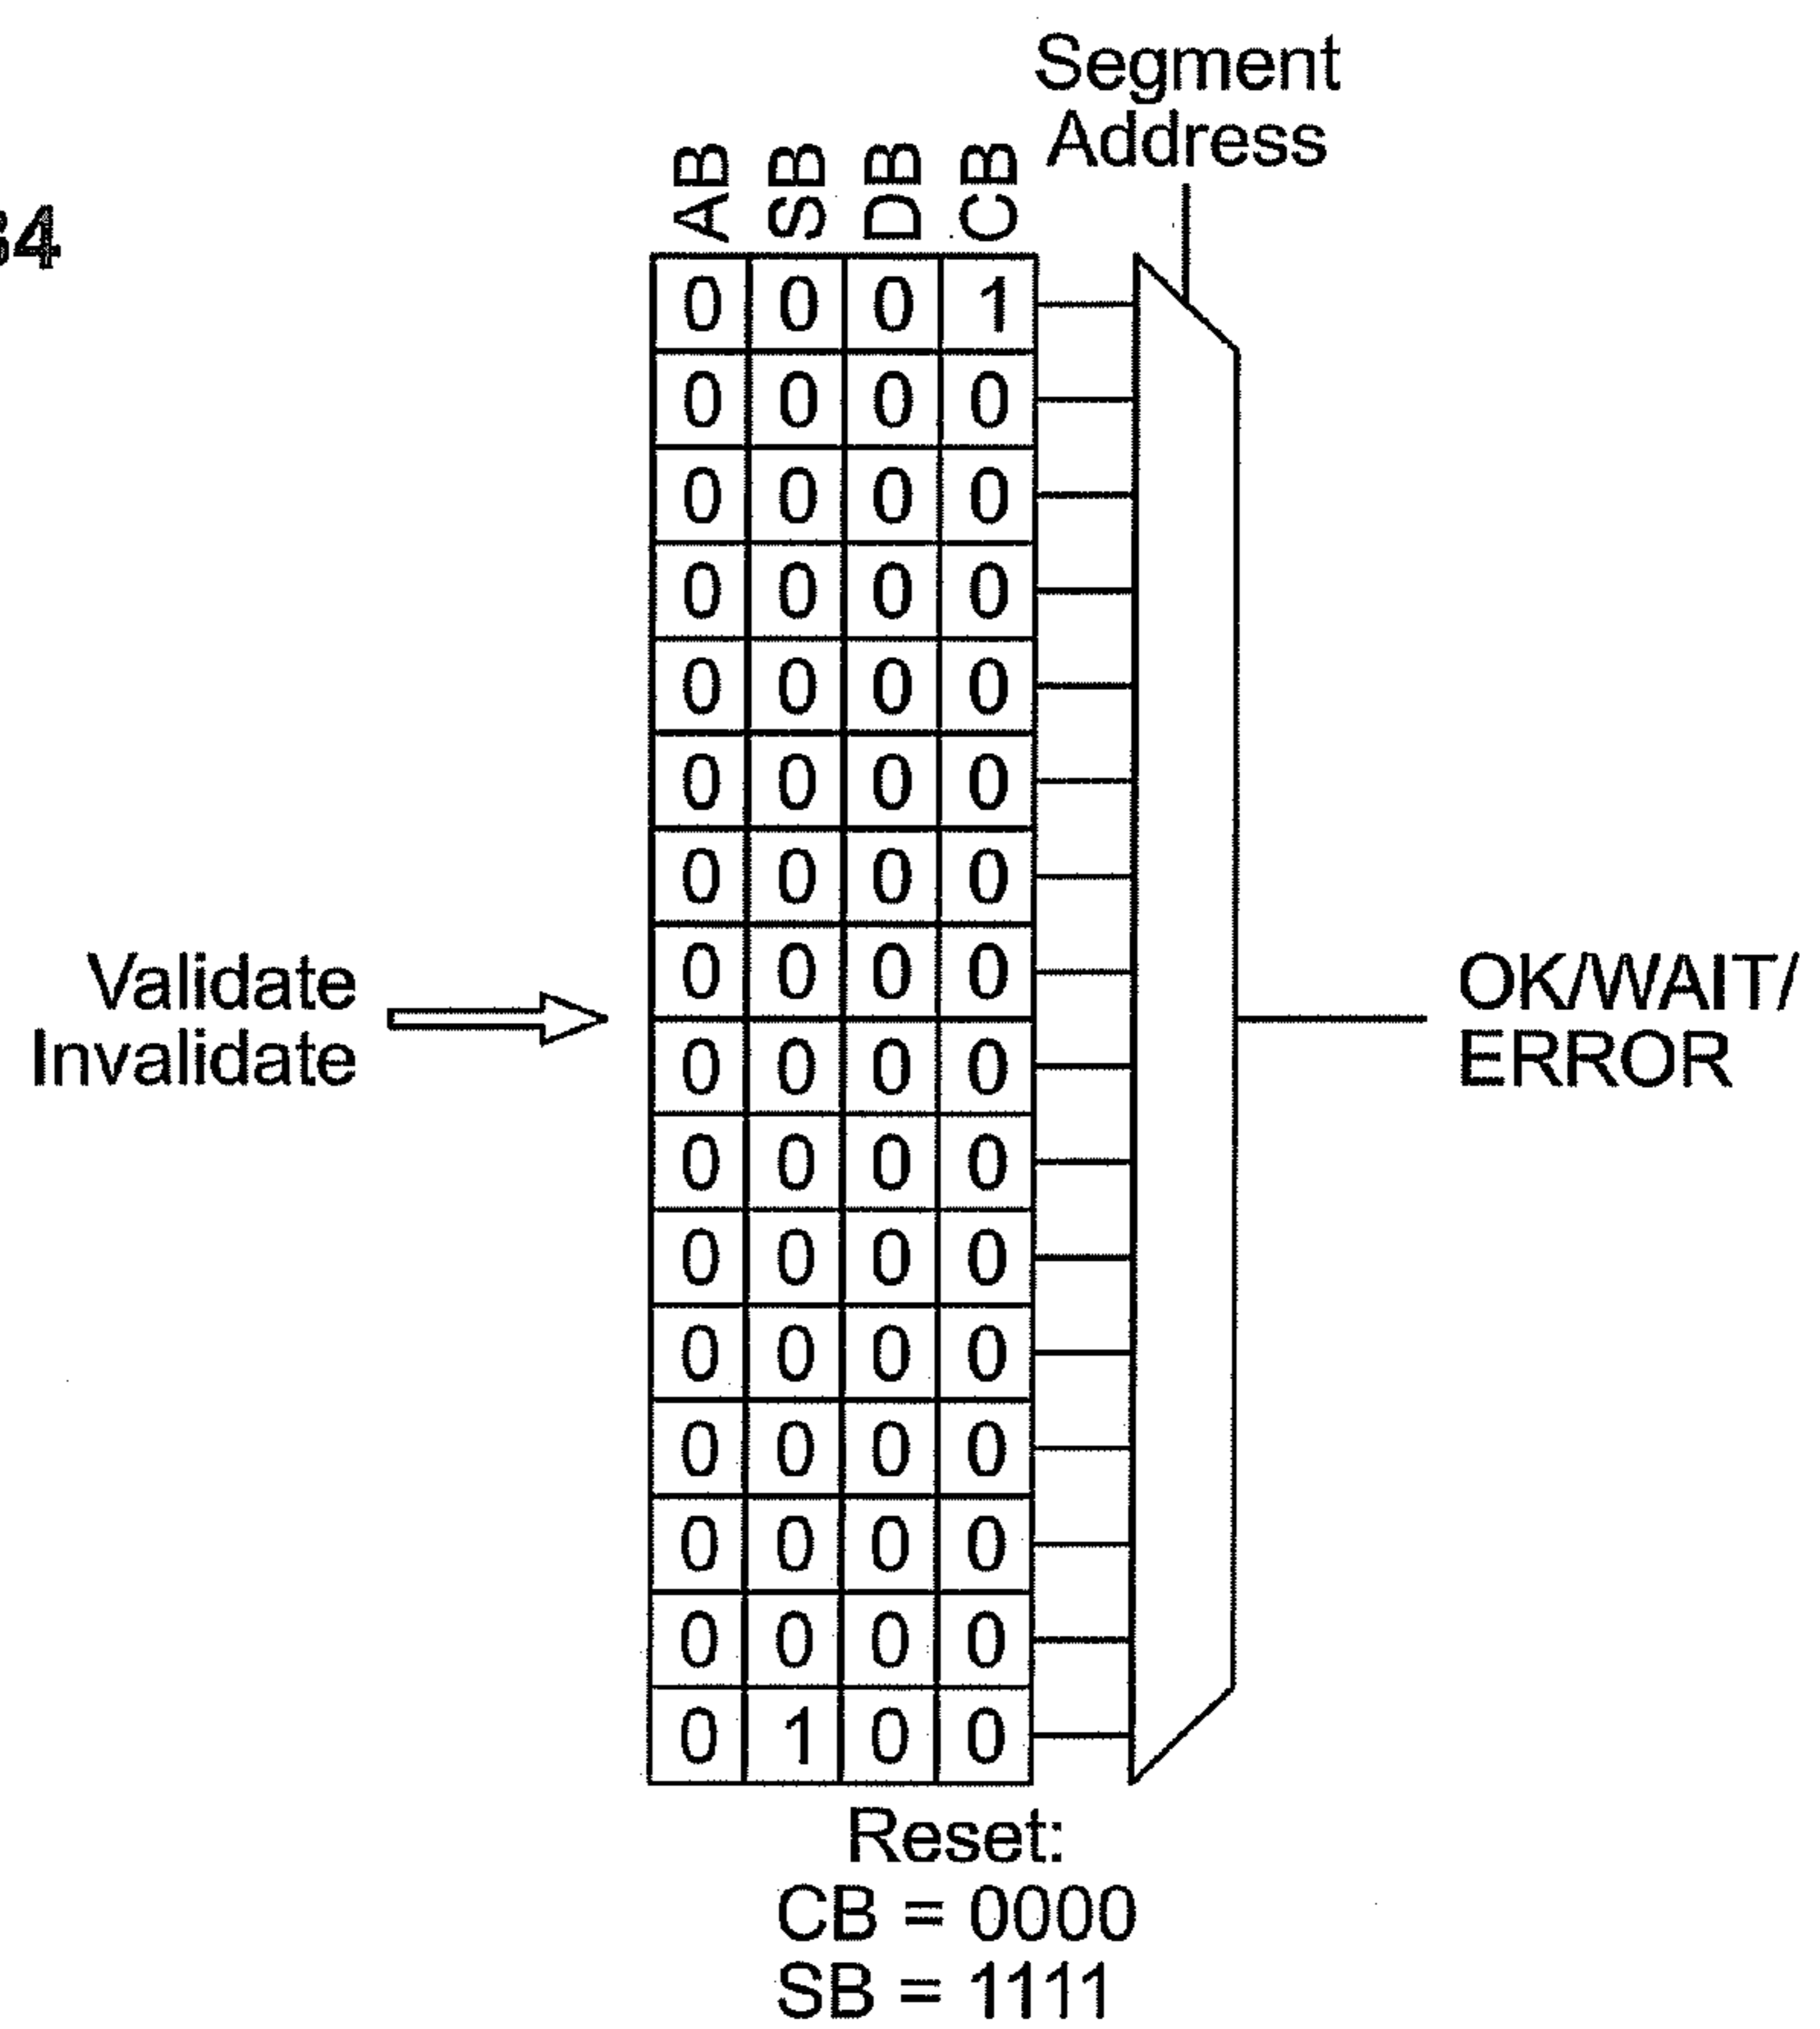 Segment
Address
AB SB DB CB
34
0 0 0 1
0 0 0 0
0 0 0 0
0 0 0 0
0 0 0 0
0 0 0 0
0 0 0 0
0 0 0 0
0 0 0 0
0 0 0 0
0 0 0 0
0 0 0 0
0 0 0 0
0 0 0 0
0 0 0 0
0 1 0 0
Validate
Invalidate
OK/WAIT/
ERROR
Reset:
CB = 0000
SB = 1111